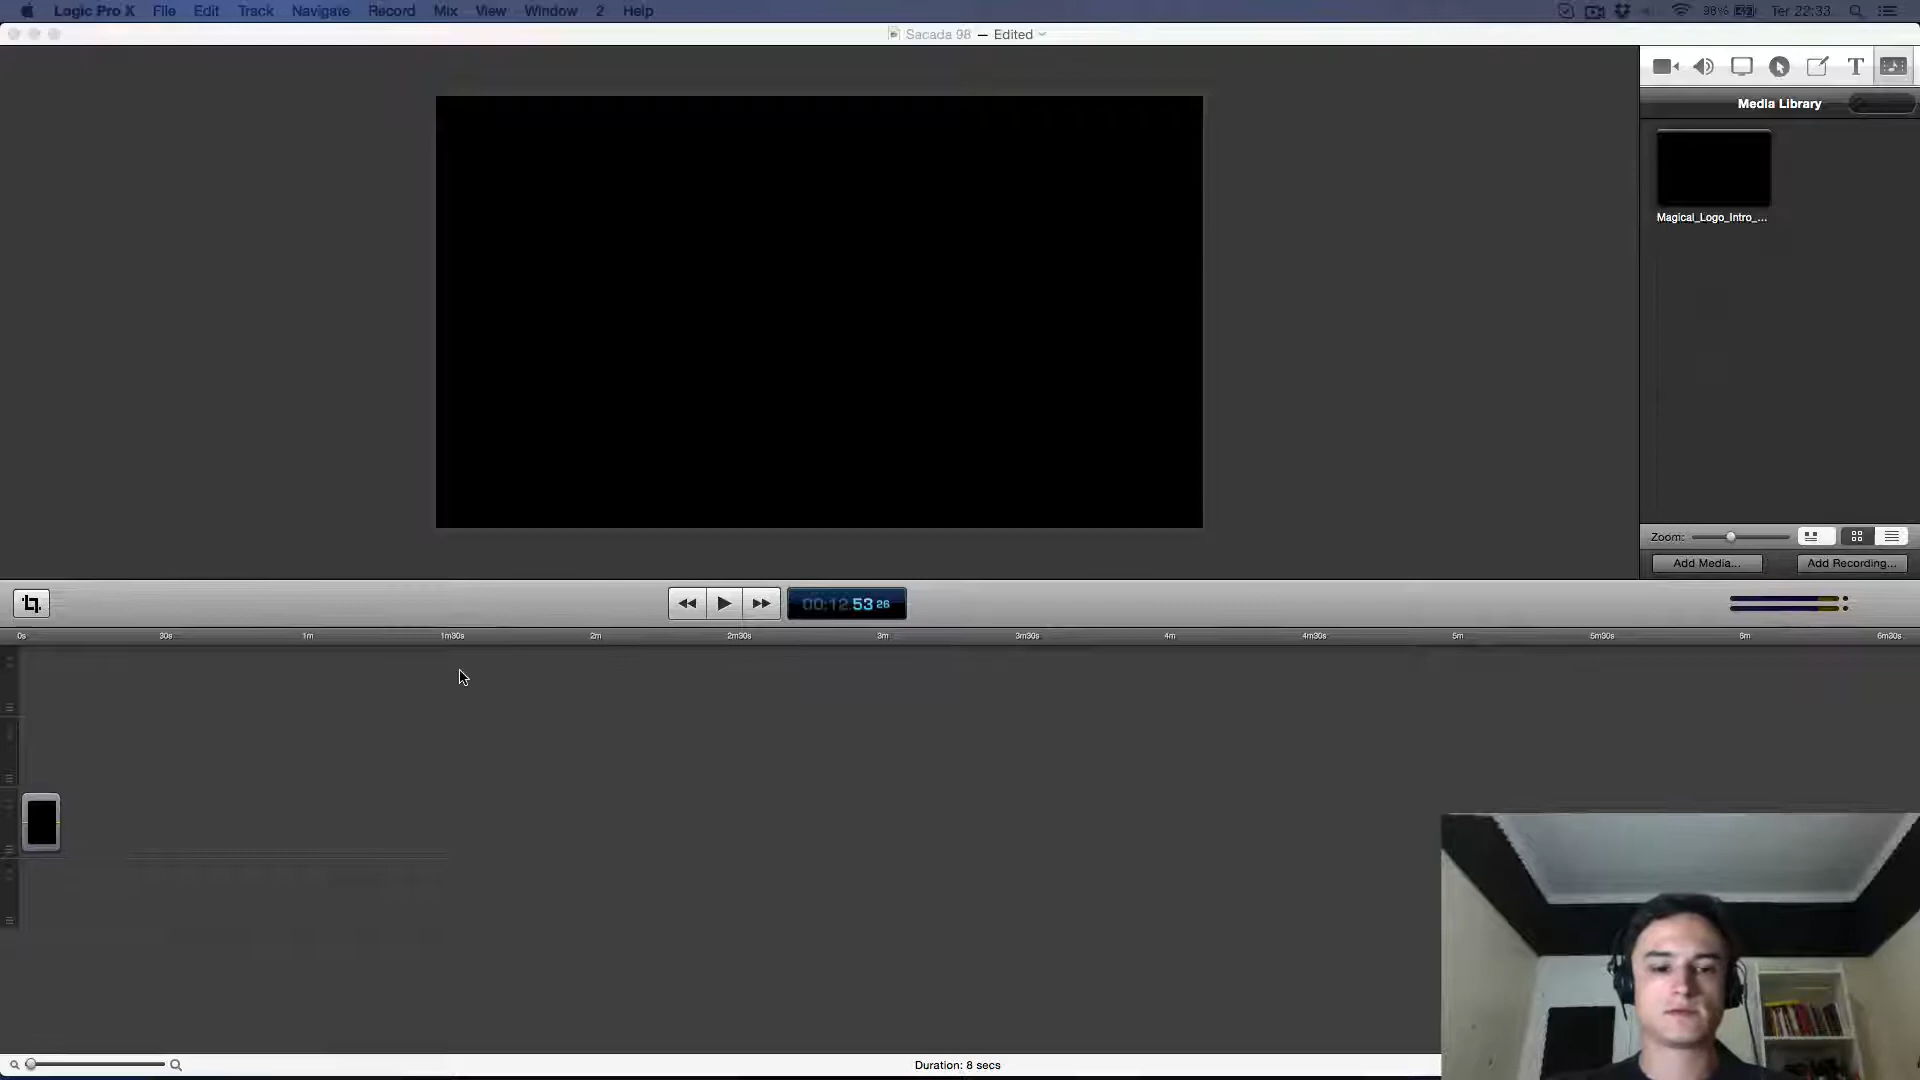 Logic Pro X File Edit Track Navigate Record Mix View Window 2 Help 98% Ter 22:33
Sacada 98 — Edited
Media Library
Magical_Logo_Intro_...
Zoom:
Add Media... Add Recording...
00:12.53 26
0s 30s 1m 1m30s 2m 2m30s 3m 3m30s 4m 4m30s 5m 5m30s 6m 6m30s
Duration: 8 secs